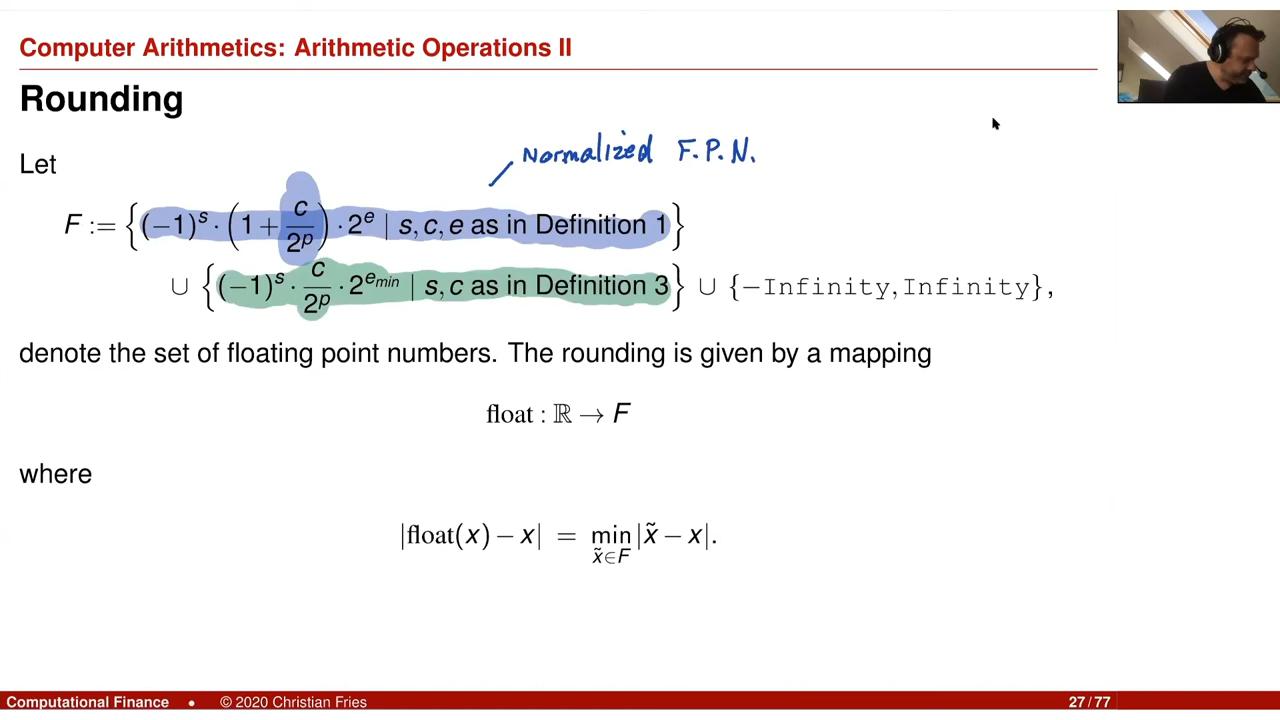 Computer Arithmetics: Arithmetic Operations II
Rounding
Normalized F.P.N.
Let
F := {(−1)^s · (1 + c/2^p) · 2^e | s, c, e as in Definition 1}
∪ {(−1)^s · c/2^p · 2^{e_min} | s, c as in Definition 3} ∪ {−Infinity, Infinity},
denote the set of floating point numbers. The rounding is given by a mapping
float : ℝ → F
where
|float(x) − x| = min_{x̃∈F} |x̃ − x|.
Computational Finance • © 2020 Christian Fries 27 / 77